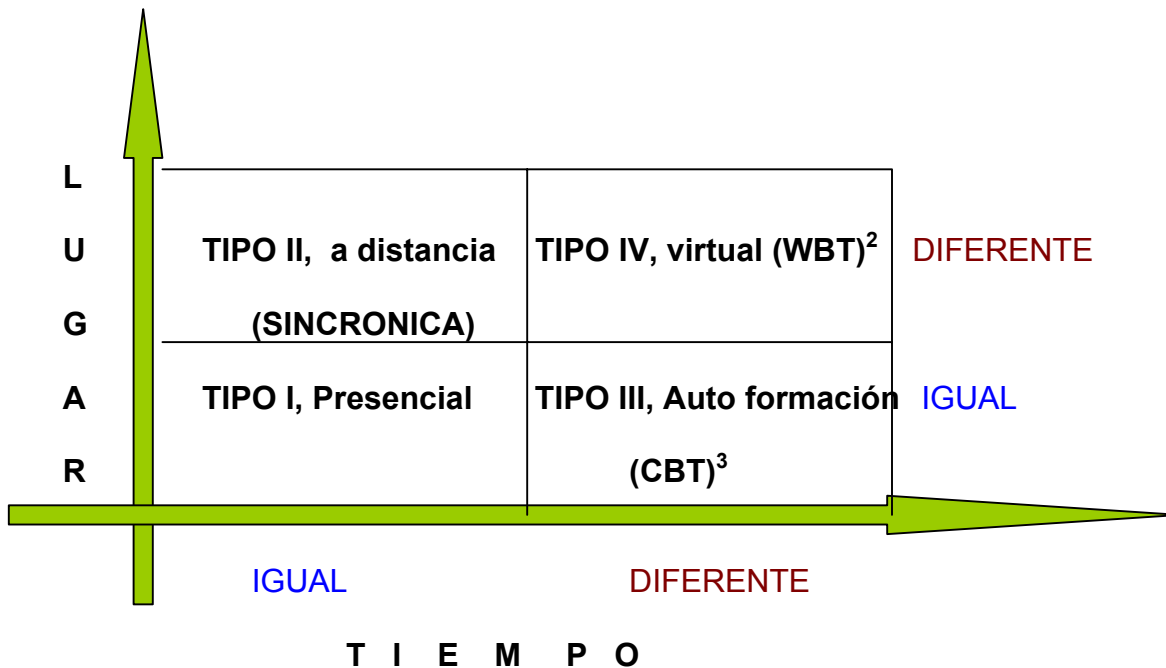 L
U
G
A
R
TIPO II, a distancia
(SINCRONICA)
TIPO IV, virtual (WBT)²
DIFERENTE
TIPO I, Presencial
TIPO III, Auto formación
(CBT)³
IGUAL
IGUAL
DIFERENTE
T I E M P O